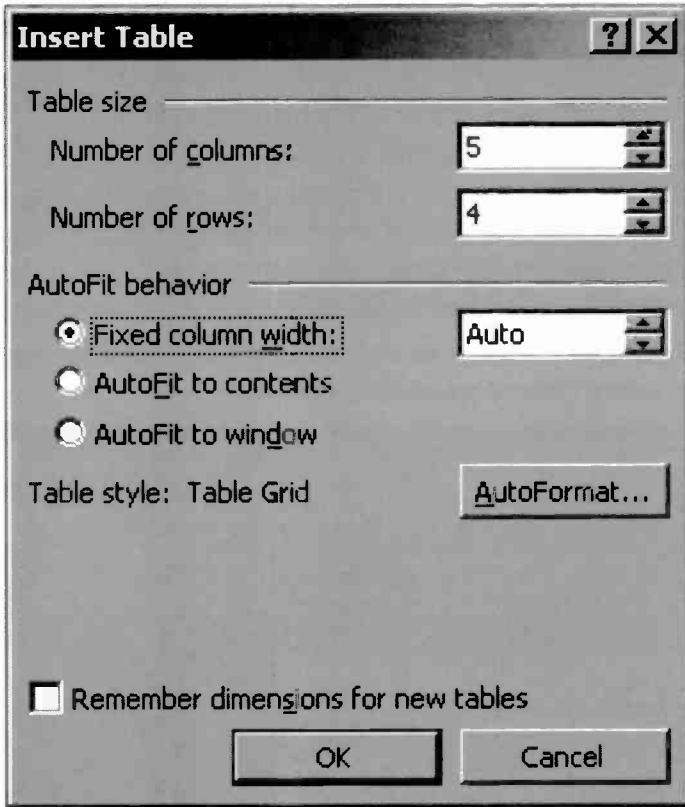 Insert Table
Table size
Number of columns: 5
Number of rows: 4
AutoFit behavior
Fixed column width: Auto
AutoFit to contents
AutoFit to window
Table style: Table Grid AutoFormat...
Remember dimensions for new tables
OK Cancel